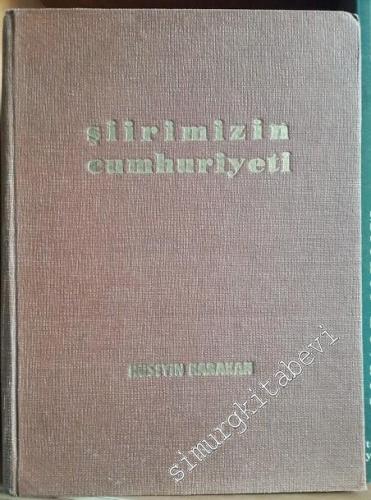 şiirimizin
cumhuriyeti
HÜSEYİN KARAKAN
simurgkitabevi